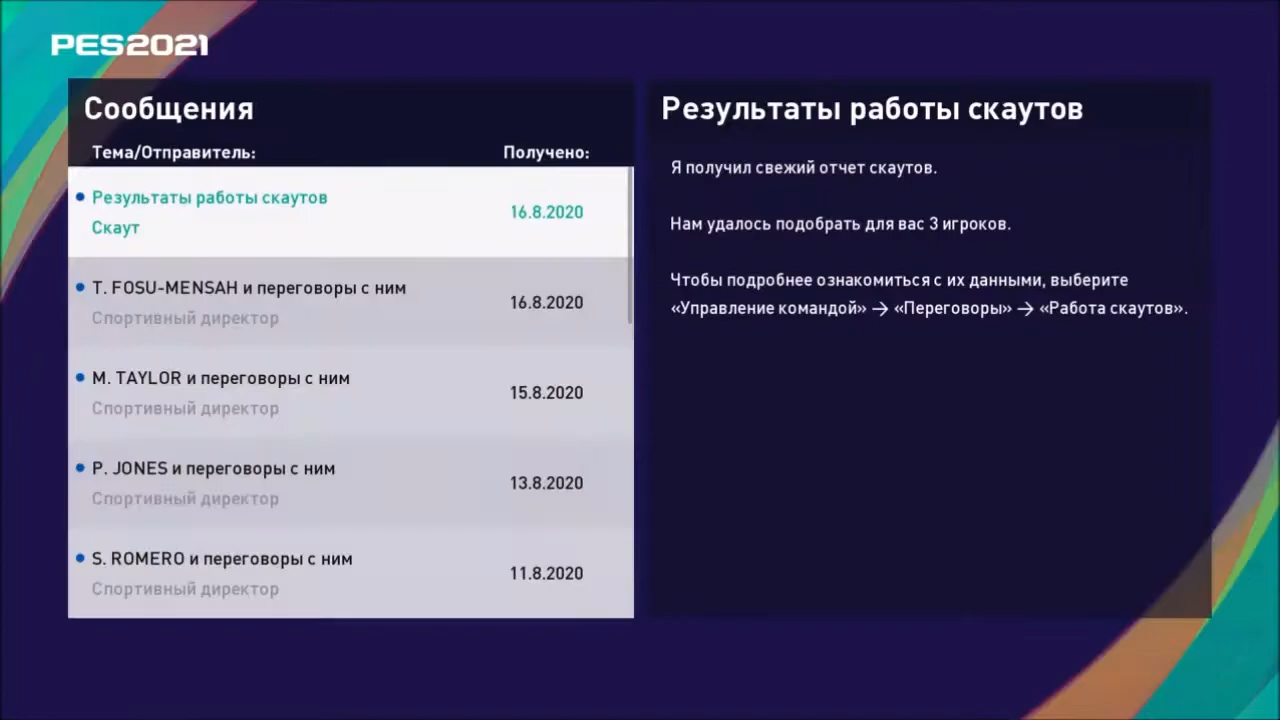 PES2021
Сообщения
Тема/Отправитель:
Получено:
Результаты работы скаутов
Скаут
16.8.2020
T. FOSU-MENSAH и переговоры с ним
Спортивный директор
16.8.2020
M. TAYLOR и переговоры с ним
Спортивный директор
15.8.2020
P. JONES и переговоры с ним
Спортивный директор
13.8.2020
S. ROMERO и переговоры с ним
Спортивный директор
11.8.2020
Результаты работы скаутов
Я получил свежий отчет скаутов.
Нам удалось подобрать для вас 3 игроков.
Чтобы подробнее ознакомиться с их данными, выберите
«Управление командой» → «Переговоры» → «Работа скаутов».